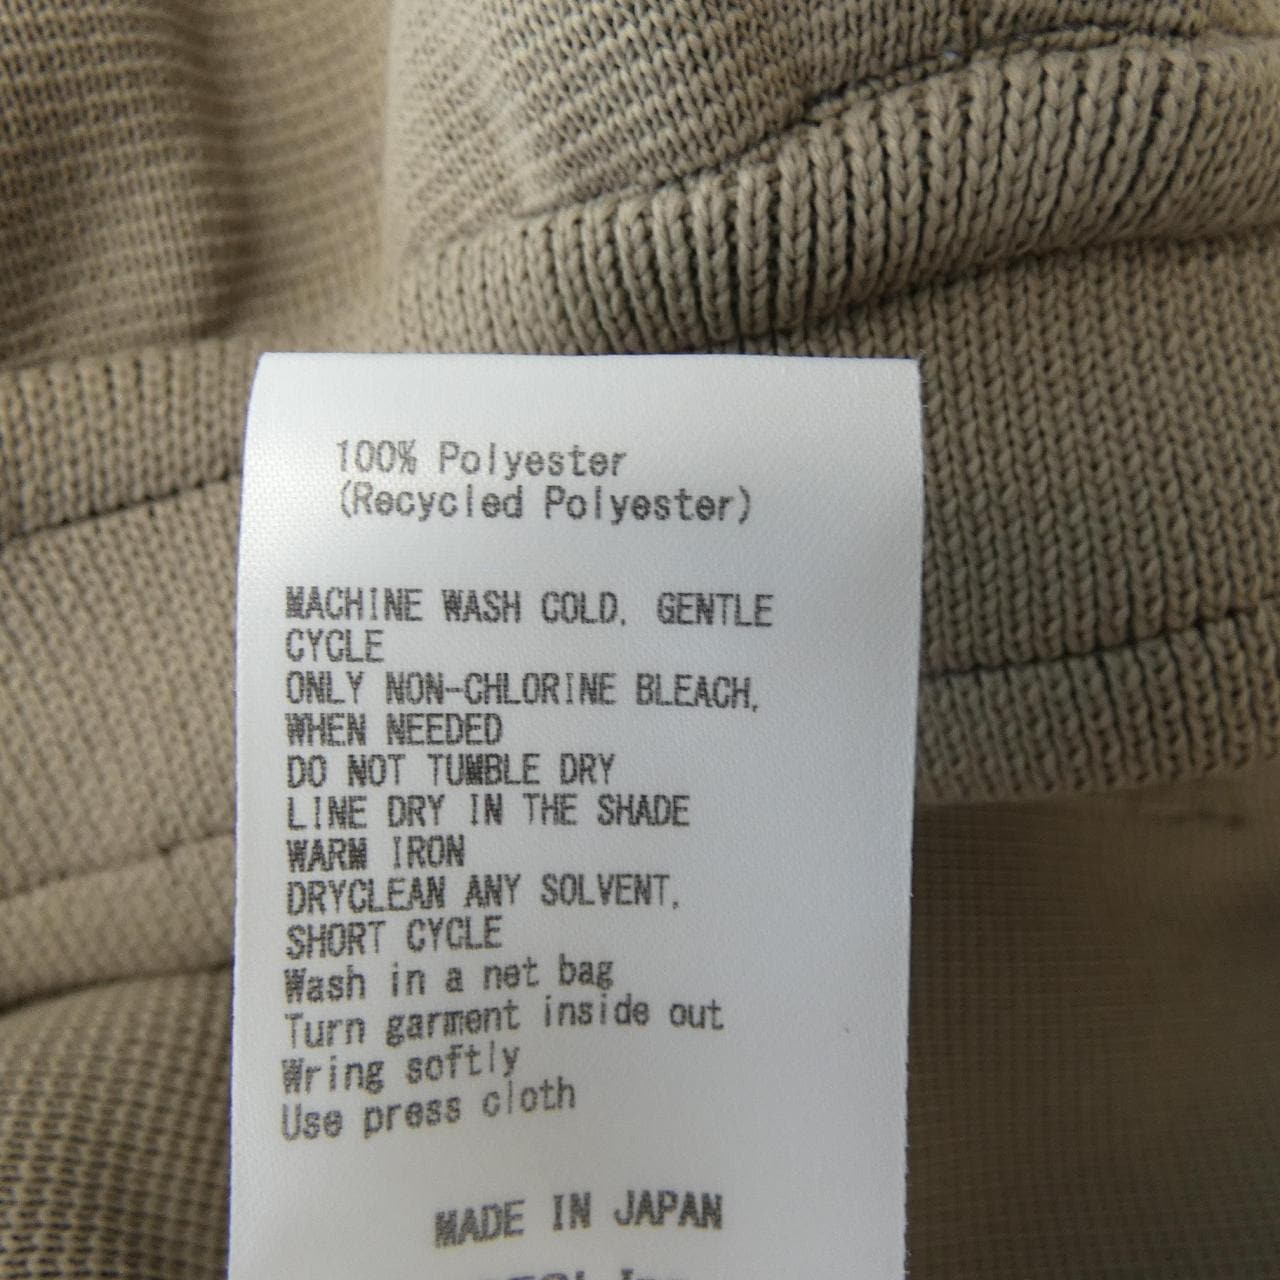 100% Polyester
(Recycled Polyester)
MACHINE WASH COLD, GENTLE
CYCLE
ONLY NON-CHLORINE BLEACH,
WHEN NEEDED
DO NOT TUMBLE DRY
LINE DRY IN THE SHADE
WARM IRON
DRYCLEAN ANY SOLVENT,
SHORT CYCLE
Wash in a net bag
Turn garment inside out
Wring softly
Use press cloth
MADE IN JAPAN